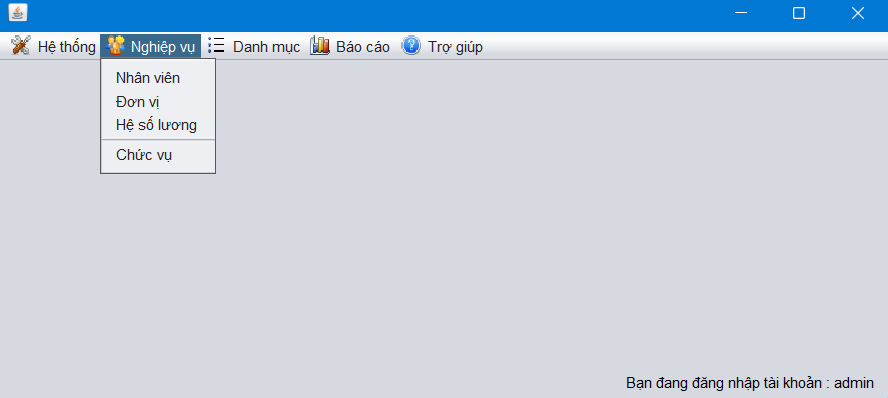 Hệ thống Nghiệp vụ Danh mục Báo cáo Trợ giúp
Nhân viên
Đơn vị
Hệ số lương
Chức vụ
Bạn đang đăng nhập tài khoản : admin